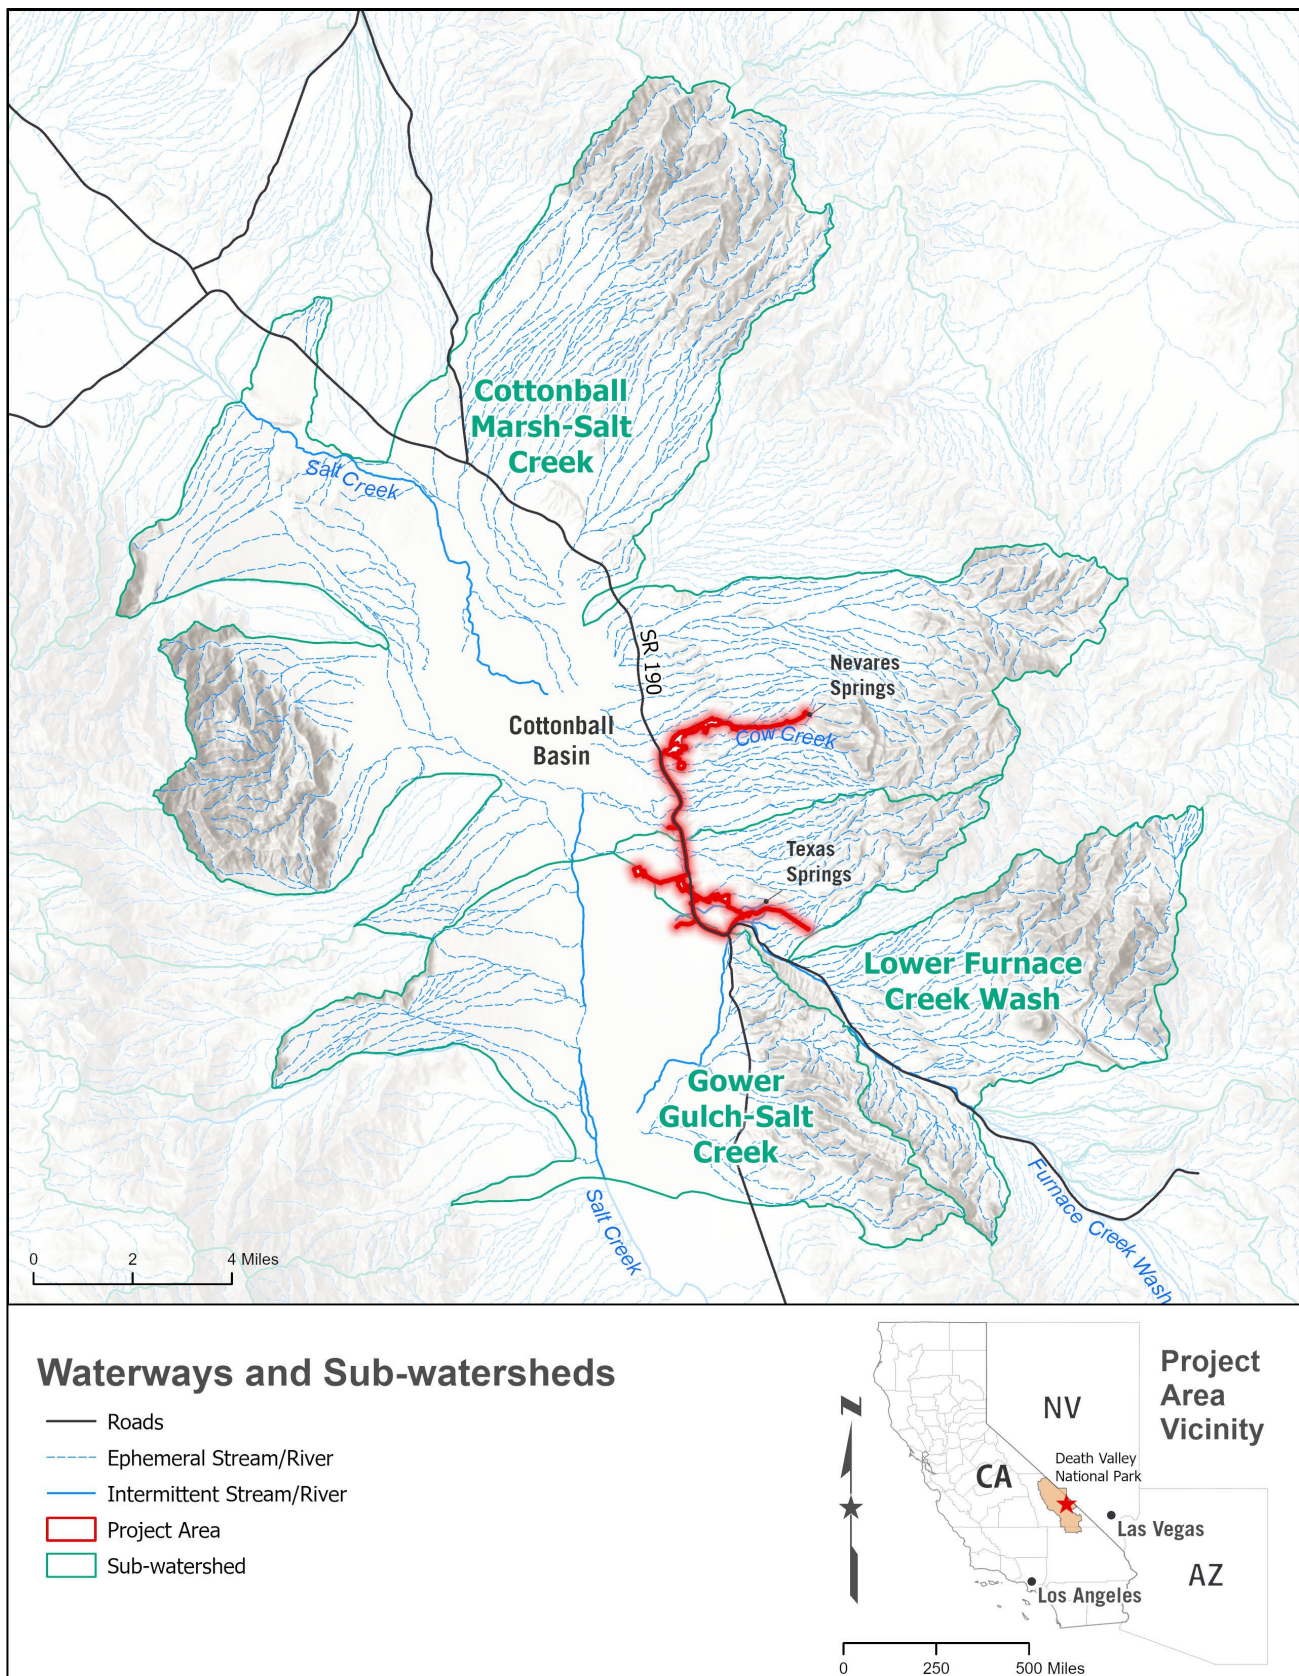 Cottonball
Marsh-Salt
Creek
Salt Creek
SR 190
Nevares
Springs
Cottonball
Basin
Cow Creek
Texas
Springs
Lower Furnace
Creek Wash
Gower
Gulch-Salt
Creek
Salt Creek
Furnace Creek Wash
0 2 4 Miles
Waterways and Sub-watersheds
Roads
Ephemeral Stream/River
Intermittent Stream/River
Project Area
Sub-watershed
Z
Project
Area
Vicinity
NV
Death Valley
National Park
CA
Las Vegas
AZ
Los Angeles
0 250 500 Miles